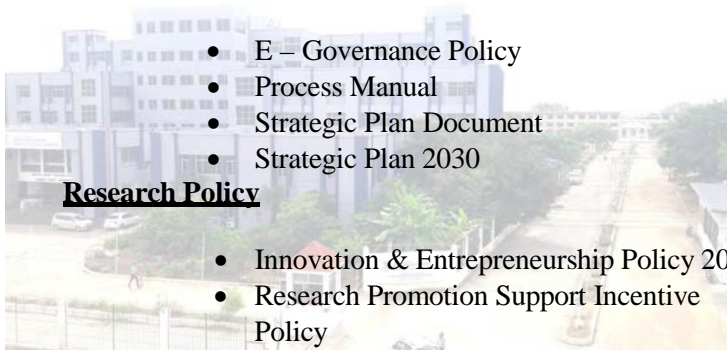 • E – Governance Policy
• Process Manual
• Strategic Plan Document
• Strategic Plan 2030
Research Policy
• Innovation & Entrepreneurship Policy 20
• Research Promotion Support Incentive
Policy